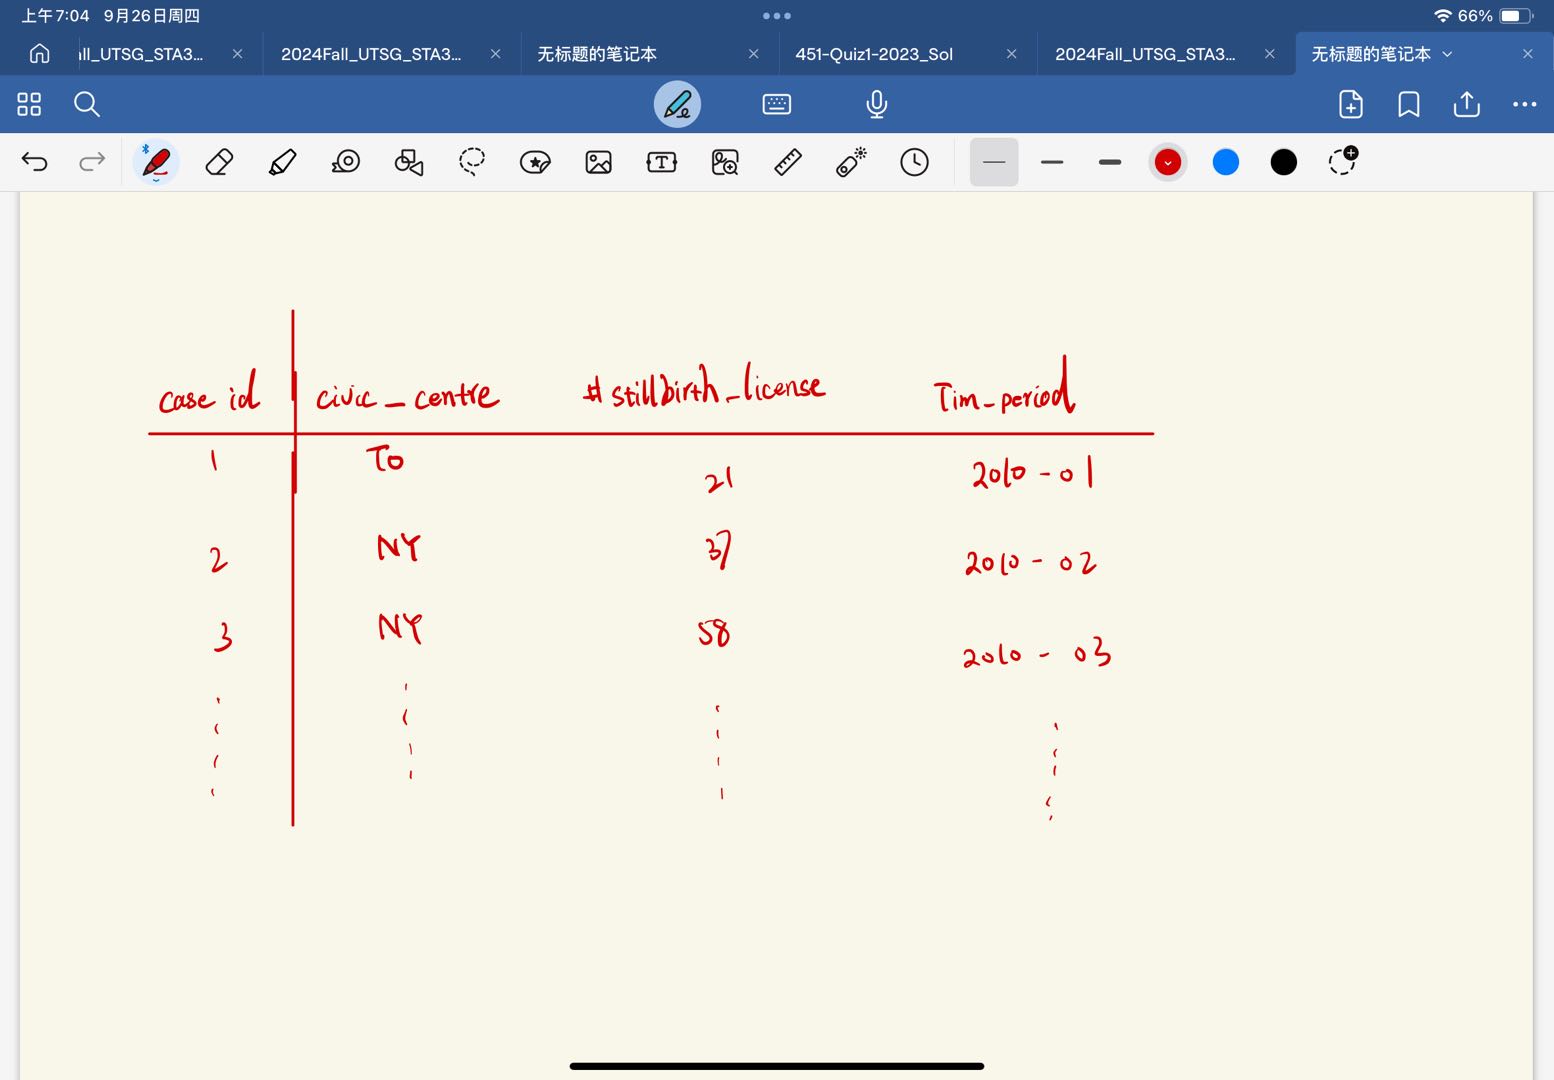 上午7:04 9月26日周四 66%
ll_UTSG_STA3... 2024Fall_UTSG_STA3... 无标题的笔记本 451-Quiz1-2023_Sol 2024Fall_UTSG_STA3... 无标题的笔记本
case id civic_centre #stillbirth_license Tim_period
1 TO 21 2010-01
2 NY 37 2010-02
3 NY 58 2010-03